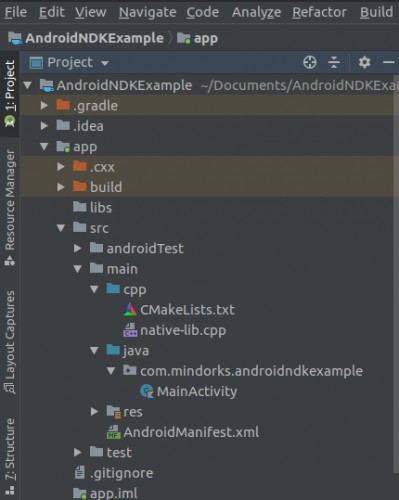 File Edit View Navigate Code Analyze Refactor Build
AndroidNDKExample app
Project
AndroidNDKExample ~/Documents/AndroidNDKExa
.gradle
.idea
app
.cxx
build
libs
src
androidTest
main
cpp
CMakeLists.txt
native-lib.cpp
java
com.mindorks.androidndkexample
MainActivity
res
AndroidManifest.xml
test
.gitignore
app.iml
1: Project
Resource Manager
Layout Captures
7: Structure